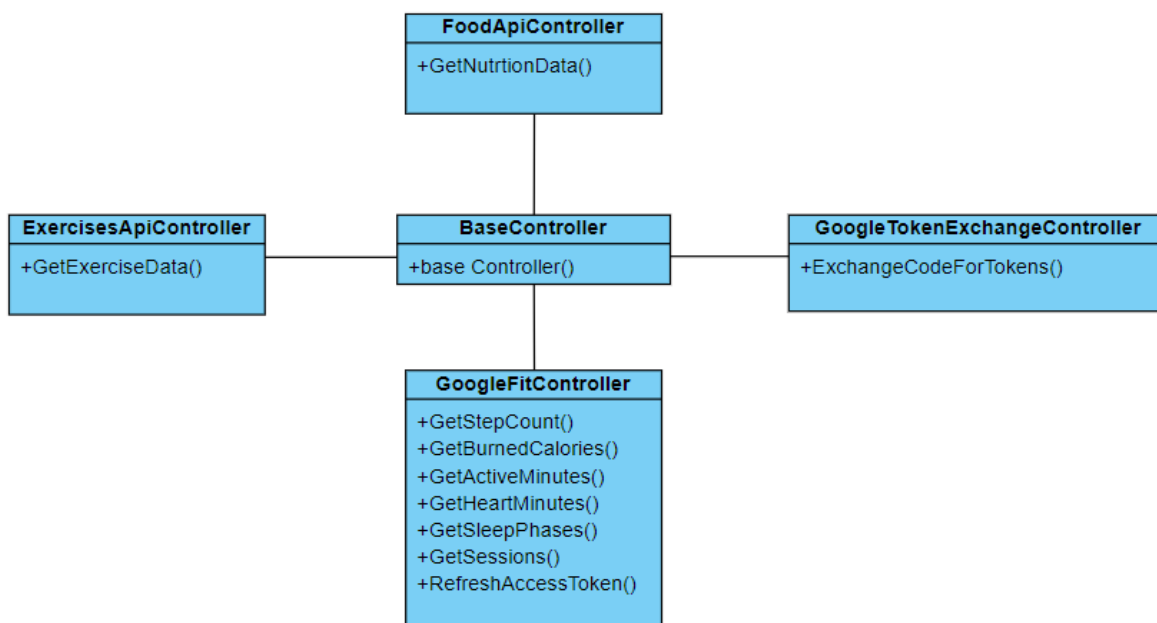 FoodApiController
+GetNutrtionData()
ExercisesApiController
+GetExerciseData()
BaseController
+base Controller()
GoogleTokenExchangeController
+ExchangeCodeForTokens()
GoogleFitController
+GetStepCount()
+GetBurnedCalories()
+GetActiveMinutes()
+GetHeartMinutes()
+GetSleepPhases()
+GetSessions()
+RefreshAccessToken()